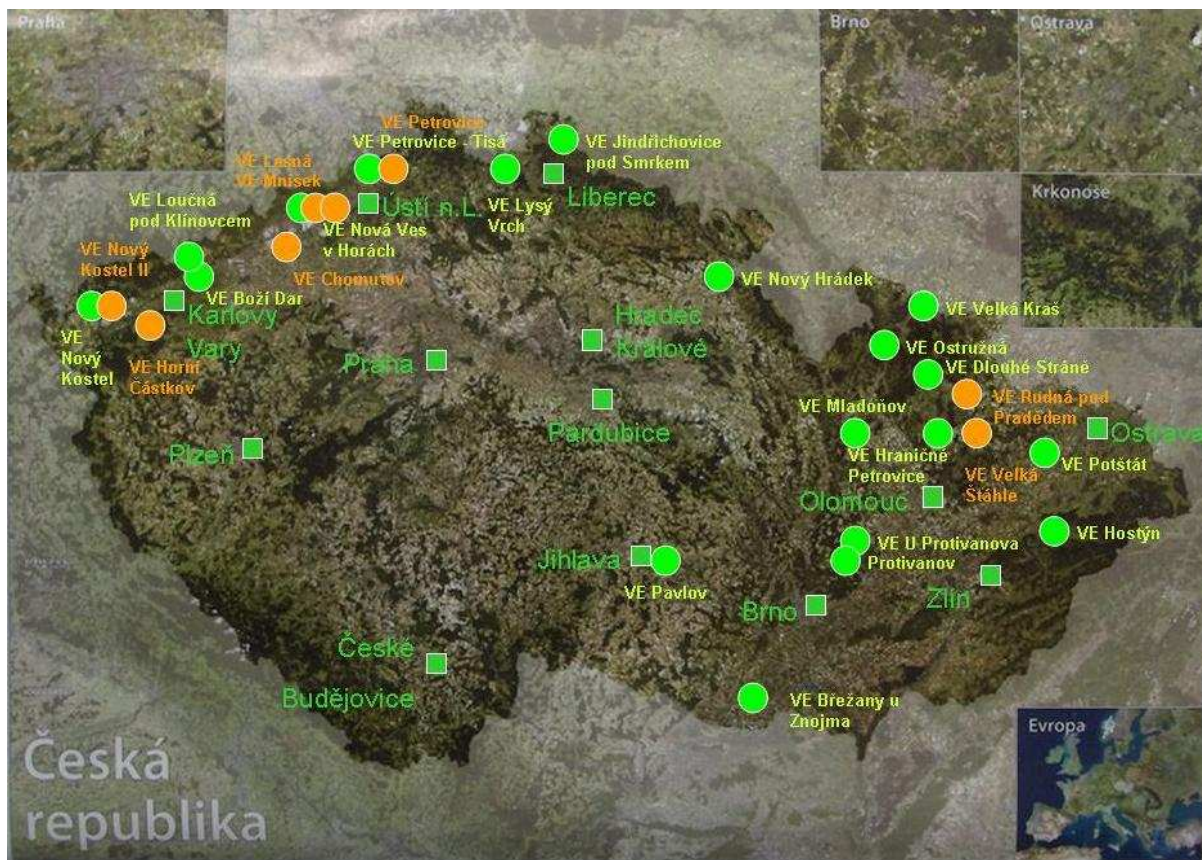 Praha
Brno
Ostrava
Krkonoše
VE Petrovice
VE Petrovice - Tisá
VE Jindřichovice
pod Smrkem
VE Lesná
VE Mníšek
Liberec
VE Loučná
pod Klínovcem
Ústí n.L.
VE Lysý
Vrch
VE Nová Ves
v Horách
VE Nový
Kostel II
VE Chomutov
VE Nový Hrádek
VE Boží Dar
VE Velká Kraš
Karlovy
Vary
Hradec
Králové
VE
Nový
Kostel
VE Horní
Částkov
Praha
VE Ostružná
VE Dlouhé Stráně
VE Rudná pod
Pradědem
VE Mladoňov
Pardubice
Ostrava
Plzeň
VE Hraničné
Petrovice
VE Potštát
VE Velká
Štáhle
Olomouc
VE Hostýn
VE U Protivanova
Protivanov
Jihlava
VE Pavlov
Zlín
Brno
České
Budějovice
VE Břežany u
Znojma
Evropa
Česká
republika